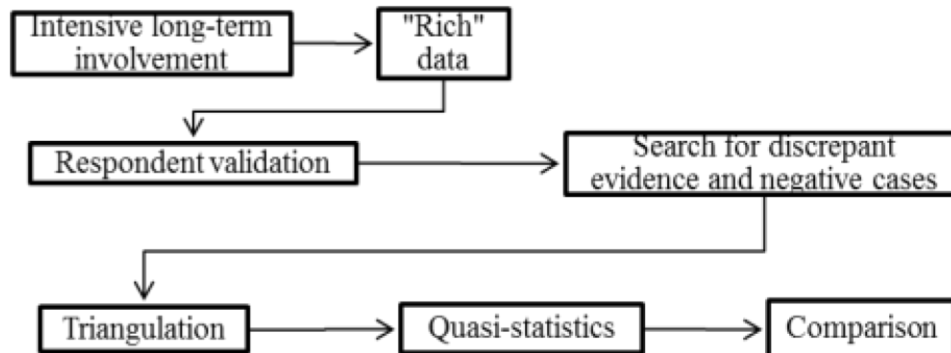 Intensive long-term
involvement
"Rich"
data
Respondent validation
Search for discrepant
evidence and negative cases
Triangulation
Quasi-statistics
Comparison